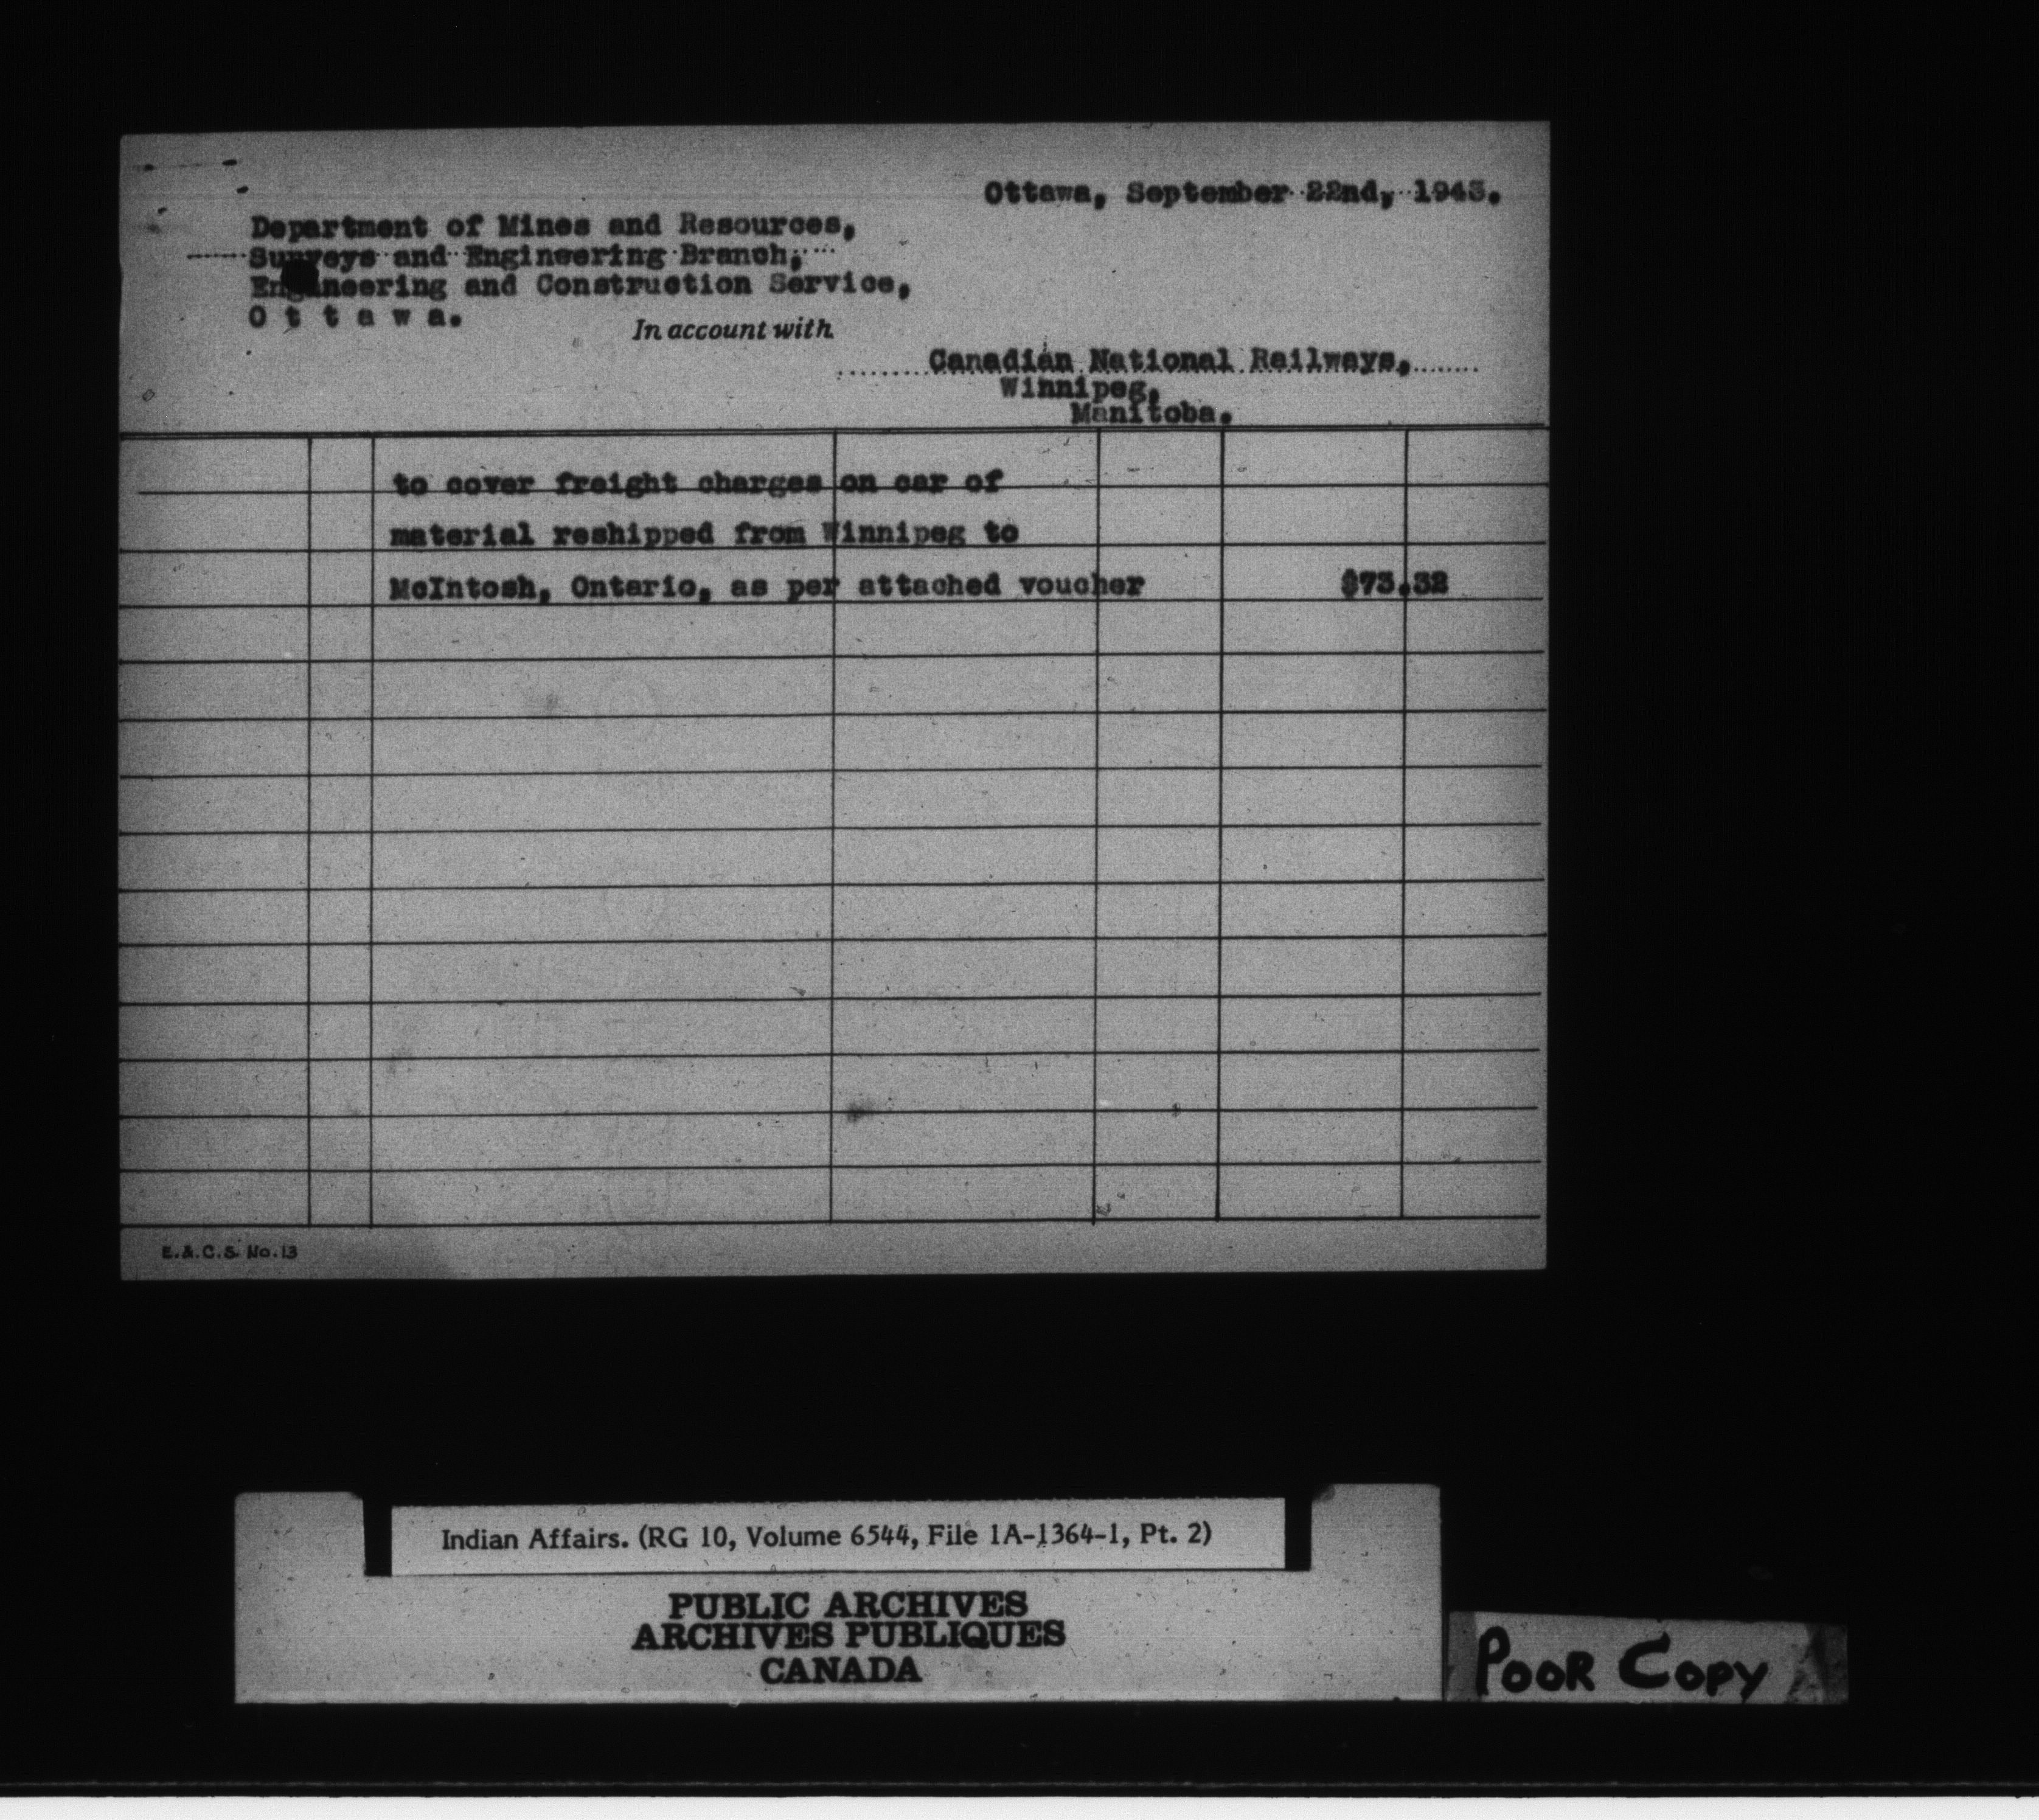 Ottawa, September 22nd, 1943.
Department of Mines and Resources,
Surveys and Engineering Branch,
Engineering and Construction Service,
O t t a w a.
In account with
Canadian National Railways,
Winnipeg,
Manitoba.
to cover freight charges on car of
material reshipped from Winnipeg to
McIntosh, Ontario, as per attached voucher $73.32
E.A.C.S. No.13
Indian Affairs. (RG 10, Volume 6544, File 1A-1364-1, Pt. 2)
PUBLIC ARCHIVES
ARCHIVES PUBLIQUES
CANADA
POOR COPY